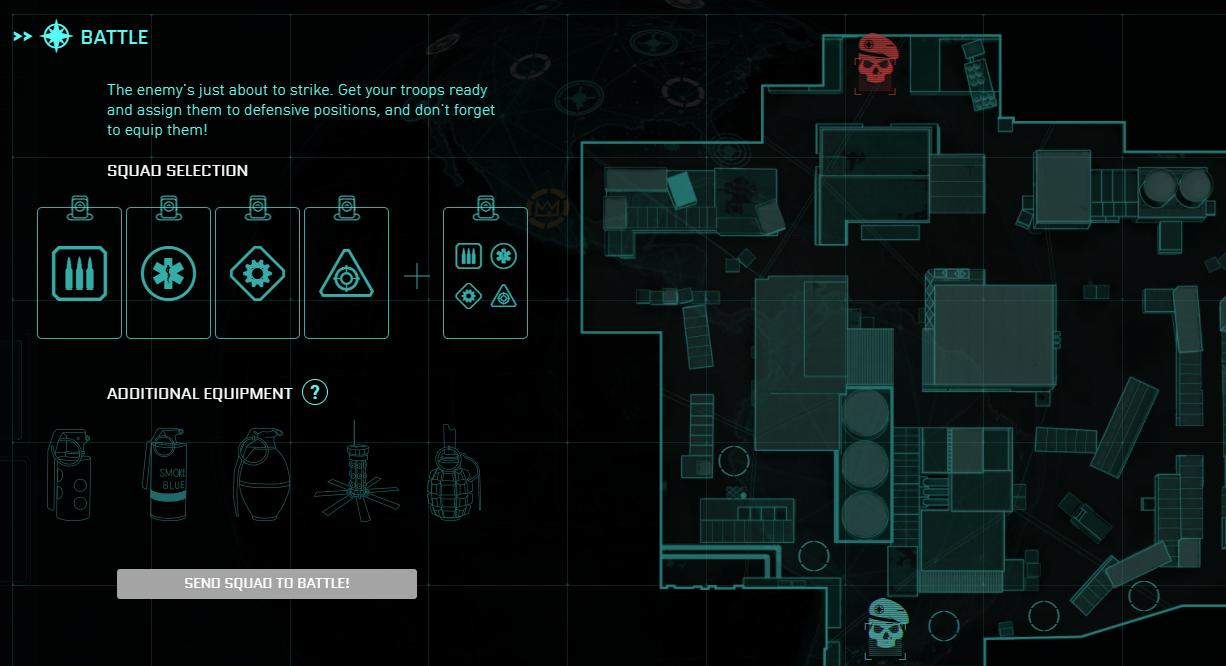 BATTLE
The enemy's just about to strike. Get your troops ready
and assign them to defensive positions, and don't forget
to equip them!
SQUAD SELECTION
ADDITIONAL EQUIPMENT ?
SMOKE
BLUE
SEND SQUAD TO BATTLE!